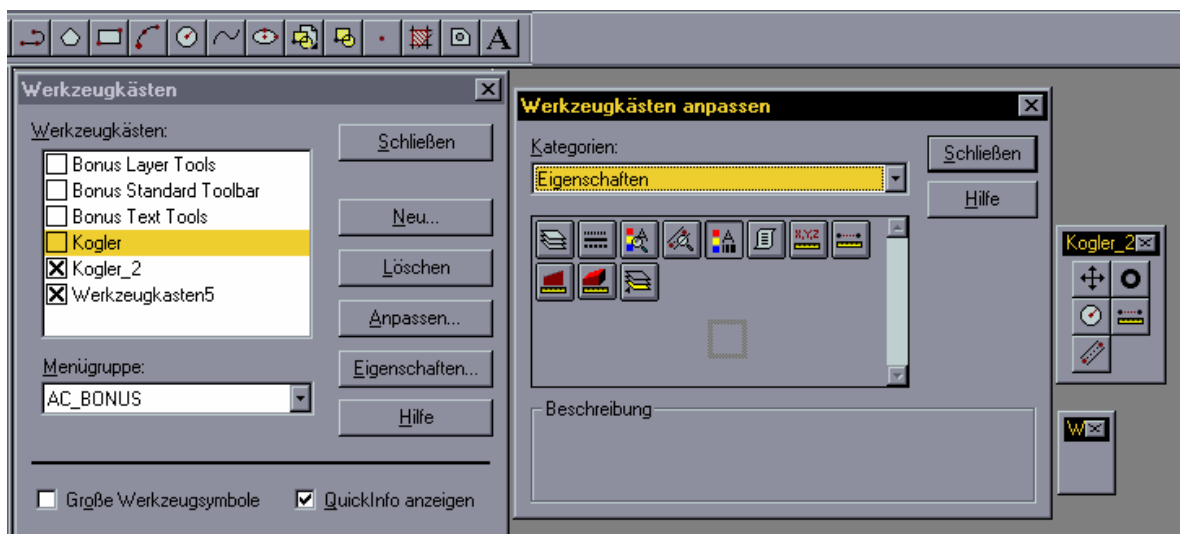 A
Werkzeugkästen
Werkzeugkästen:
Bonus Layer Tools
Bonus Standard Toolbar
Bonus Text Tools
Kogler
Kogler_2
Werkzeugkasten5
Menügruppe:
AC_BONUS
Große Werkzeugsymbole
QuickInfo anzeigen
Schließen
Neu...
Löschen
Anpassen...
Eigenschaften...
Hilfe
Werkzeugkästen anpassen
Kategorien:
Eigenschaften
Schließen
Hilfe
A
A
X,YZ
Beschreibung
Kogler_2
W